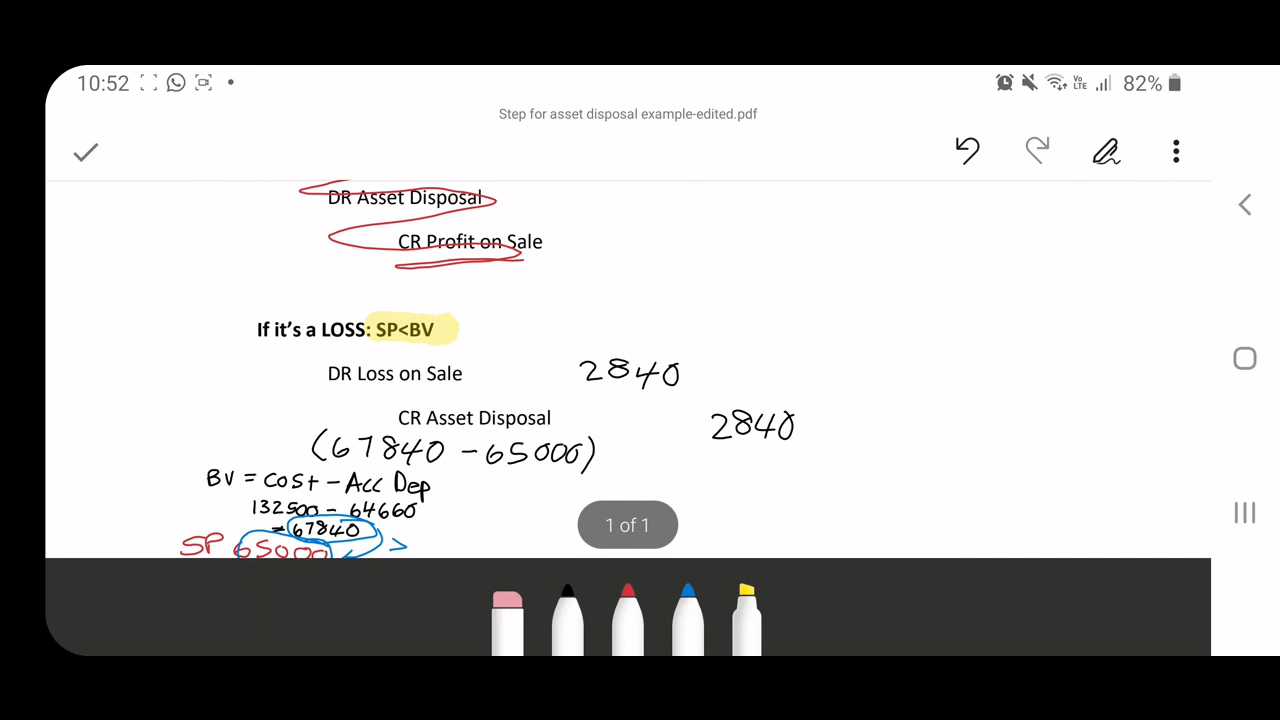 10:52
Vo LTE 82%
Step for asset disposal example-edited.pdf
DR Asset Disposal
CR Profit on Sale
If it's a LOSS: SP<BV
DR Loss on Sale 2840
CR Asset Disposal 2840
(67840 - 65000)
BV = cost - Acc Dep
132500 - 64660
= 67840 >
SP 65000
1 of 1